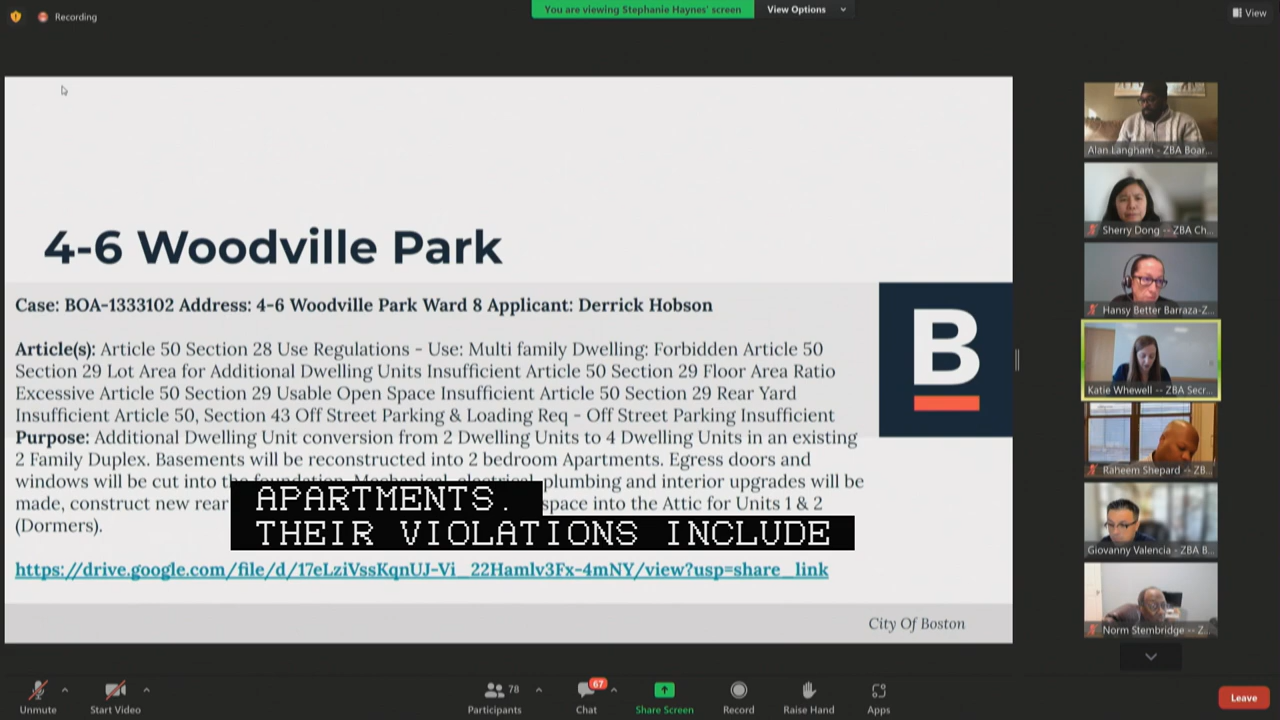 Recording
You are viewing Stephanie Haynes' screen
View Options
View
4-6 Woodville Park
Case: BOA-1333102 Address: 4-6 Woodville Park Ward 8 Applicant: Derrick Hobson
Article(s): Article 50 Section 28 Use Regulations - Use: Multi family Dwelling: Forbidden Article 50
Section 29 Lot Area for Additional Dwelling Units Insufficient Article 50 Section 29 Floor Area Ratio
Excessive Article 50 Section 29 Usable Open Space Insufficient Article 50 Section 29 Rear Yard
Insufficient Article 50, Section 43 Off Street Parking & Loading Req - Off Street Parking Insufficient
Purpose: Additional Dwelling Unit conversion from 2 Dwelling Units to 4 Dwelling Units in an existing
2 Family Duplex. Basements will be reconstructed into 2 bedroom Apartments. Egress doors and
windows will be cut into the foundation. Mechanical, electrical, plumbing and interior upgrades will be
made, construct new rear space into the Attic for Units 1 & 2
(Dormers).
APARTMENTS.
THEIR VIOLATIONS INCLUDE
https://drive.google.com/file/d/17eLziVssKqnUJ-Vi_22Hamlv3Fx-4mNY/view?usp=share_link
B
City Of Boston
Alan Langham - ZBA Boar...
Sherry Dong -- ZBA Ch...
Hansy Better Barraza-Z...
Katie Whewell -- ZBA Secr...
Raheem Shepard -- ZB...
Giovanny Valencia - ZBA B...
Norm Stembridge -- Z...
Unmute
Start Video
Participants
78
Chat
67
Share Screen
Record
Raise Hand
Apps
Leave